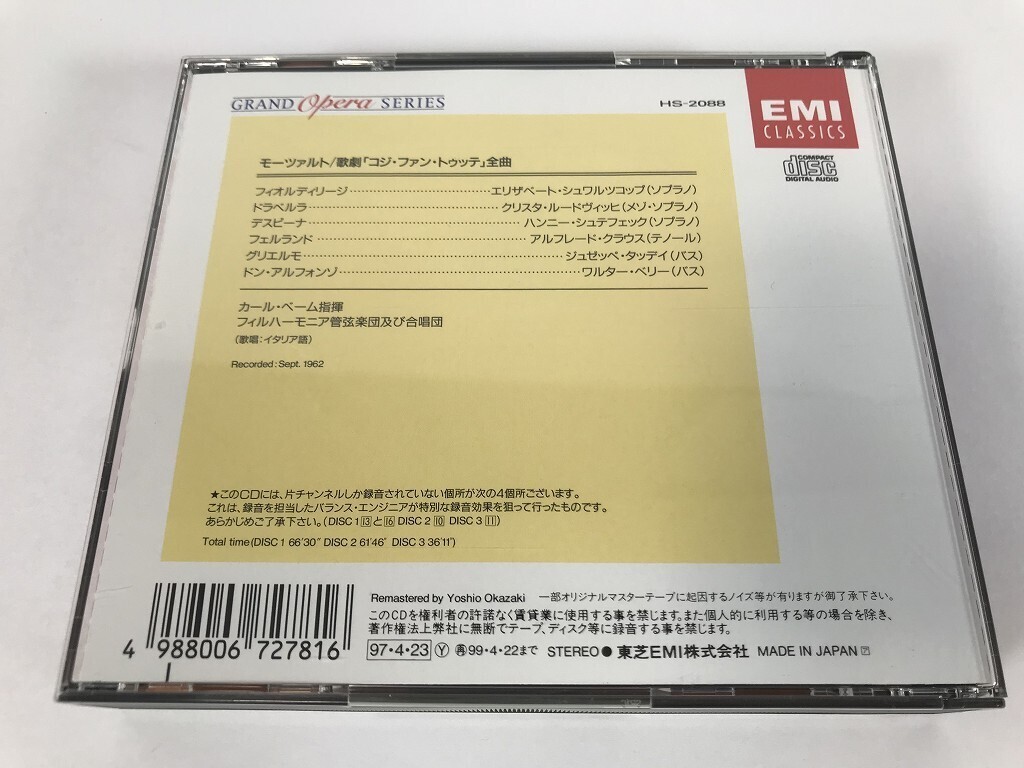 GRAND Opera SERIES
HS-2088
EMI
CLASSICS
COMPACT
disc
DIGITAL AUDIO
モーツァルト/歌劇「コジ・ファン・トゥッテ」全曲
フィオルディリージ……………………エリザベート・シュワルツコップ(ソプラノ)
ドラベルラ……………………クリスタ・ルードヴィッヒ(メゾ・ソプラノ)
デスピーナ……………………ハンニー・シュテフェック(ソプラノ)
フェルランド……………………アルフレード・クラウス(テノール)
グリエルモ……………………ジュゼッペ・タッデイ(バス)
ドン・アルフォンソ……………………ワルター・ベリー(バス)
カール・ベーム指揮
フィルハーモニア管弦楽団及び合唱団
(歌唱:イタリア語)
Recorded: Sept. 1962
★このCDには、片チャンネルしか録音されていない個所が次の4個所ございます。
これは、録音を担当したバランス・エンジニアが特別な録音効果を狙って行ったものです。
あらかじめご了承下さい。(DISC 1 13 と 16 DISC 2 10 DISC 3 11)
Total time (DISC 1 66'30" DISC 2 61'46" DISC 3 36'11")
Remastered by Yoshio Okazaki 一部オリジナルマスターテープに起因するノイズ等が有りますが御了承下さい。
このCDを権利者の許諾なく賃貸業に使用する事を禁じます。また個人的に利用する等の場合を除き、
著作権法上弊社に無断でテープ、ディスク等に録音する事を禁じます。
4 988006 727816
97・4・23 Ⓨ 再 99・4・22まで STEREO● 東芝EMI株式会社 MADE IN JAPAN ア